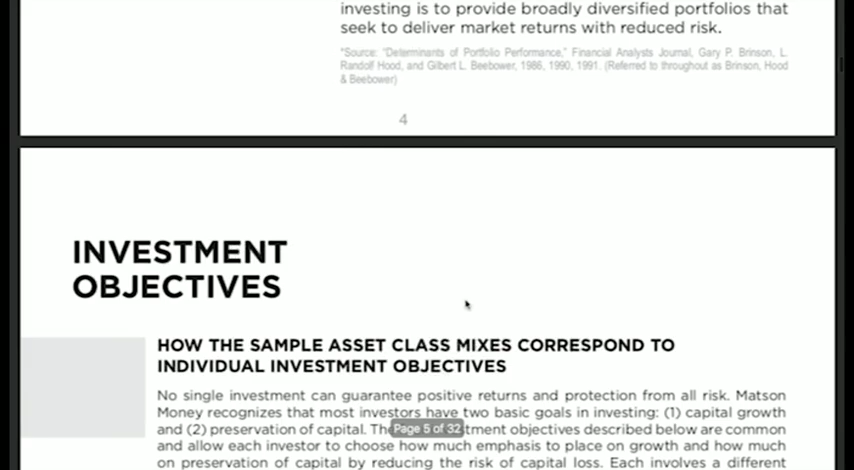 investing is to provide broadly diversified portfolios that
seek to deliver market returns with reduced risk.
*Source: "Determinants of Portfolio Performance," Financial Analysts Journal, Gary P. Brinson, L.
Randolf Hood, and Gilbert L. Beebower, 1986, 1990, 1991. (Referred to throughout as Brinson, Hood
& Beebower)
4
INVESTMENT
OBJECTIVES
HOW THE SAMPLE ASSET CLASS MIXES CORRESPOND TO
INDIVIDUAL INVESTMENT OBJECTIVES
No single investment can guarantee positive returns and protection from all risk. Matson
Money recognizes that most investors have two basic goals in investing: (1) capital growth
and (2) preservation of capital. The Page 5 of 32 tment objectives described below are common
and allow each investor to choose how much emphasis to place on growth and how much
on preservation of capital by reducing the risk of capital loss. Each involves a different